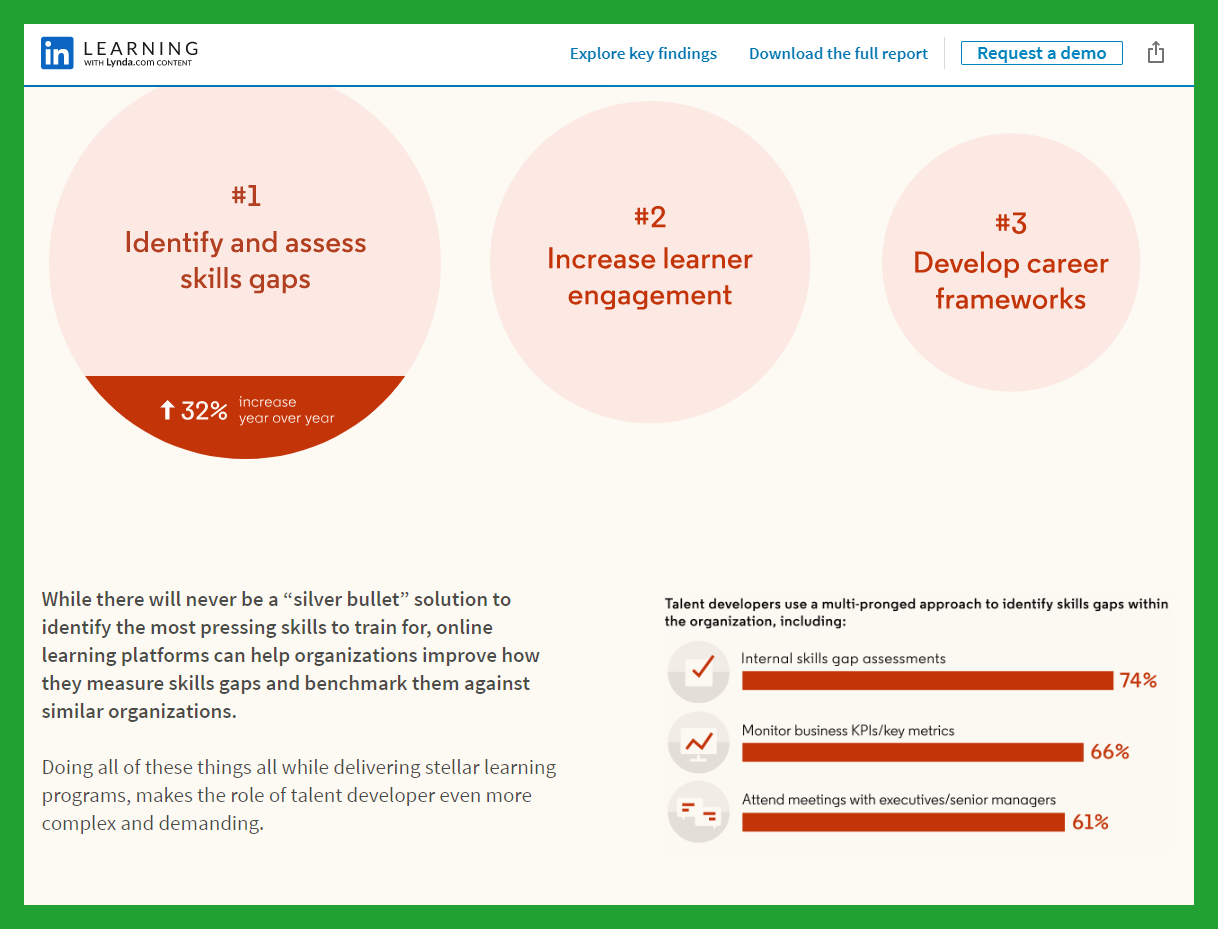 in LEARNING
WITH Lynda.com CONTENT
Explore key findings
Download the full report
Request a demo
#1
Identify and assess
skills gaps
32%
increase
year over year
#2
Increase learner
engagement
#3
Develop career
frameworks
While there will never be a “silver bullet” solution to
identify the most pressing skills to train for, online
learning platforms can help organizations improve how
they measure skills gaps and benchmark them against
similar organizations.
Doing all of these things all while delivering stellar learning
programs, makes the role of talent developer even more
complex and demanding.
Talent developers use a multi-pronged approach to identify skills gaps within
the organization, including:
Internal skills gap assessments
74%
Monitor business KPIs/key metrics
66%
Attend meetings with executives/senior managers
61%